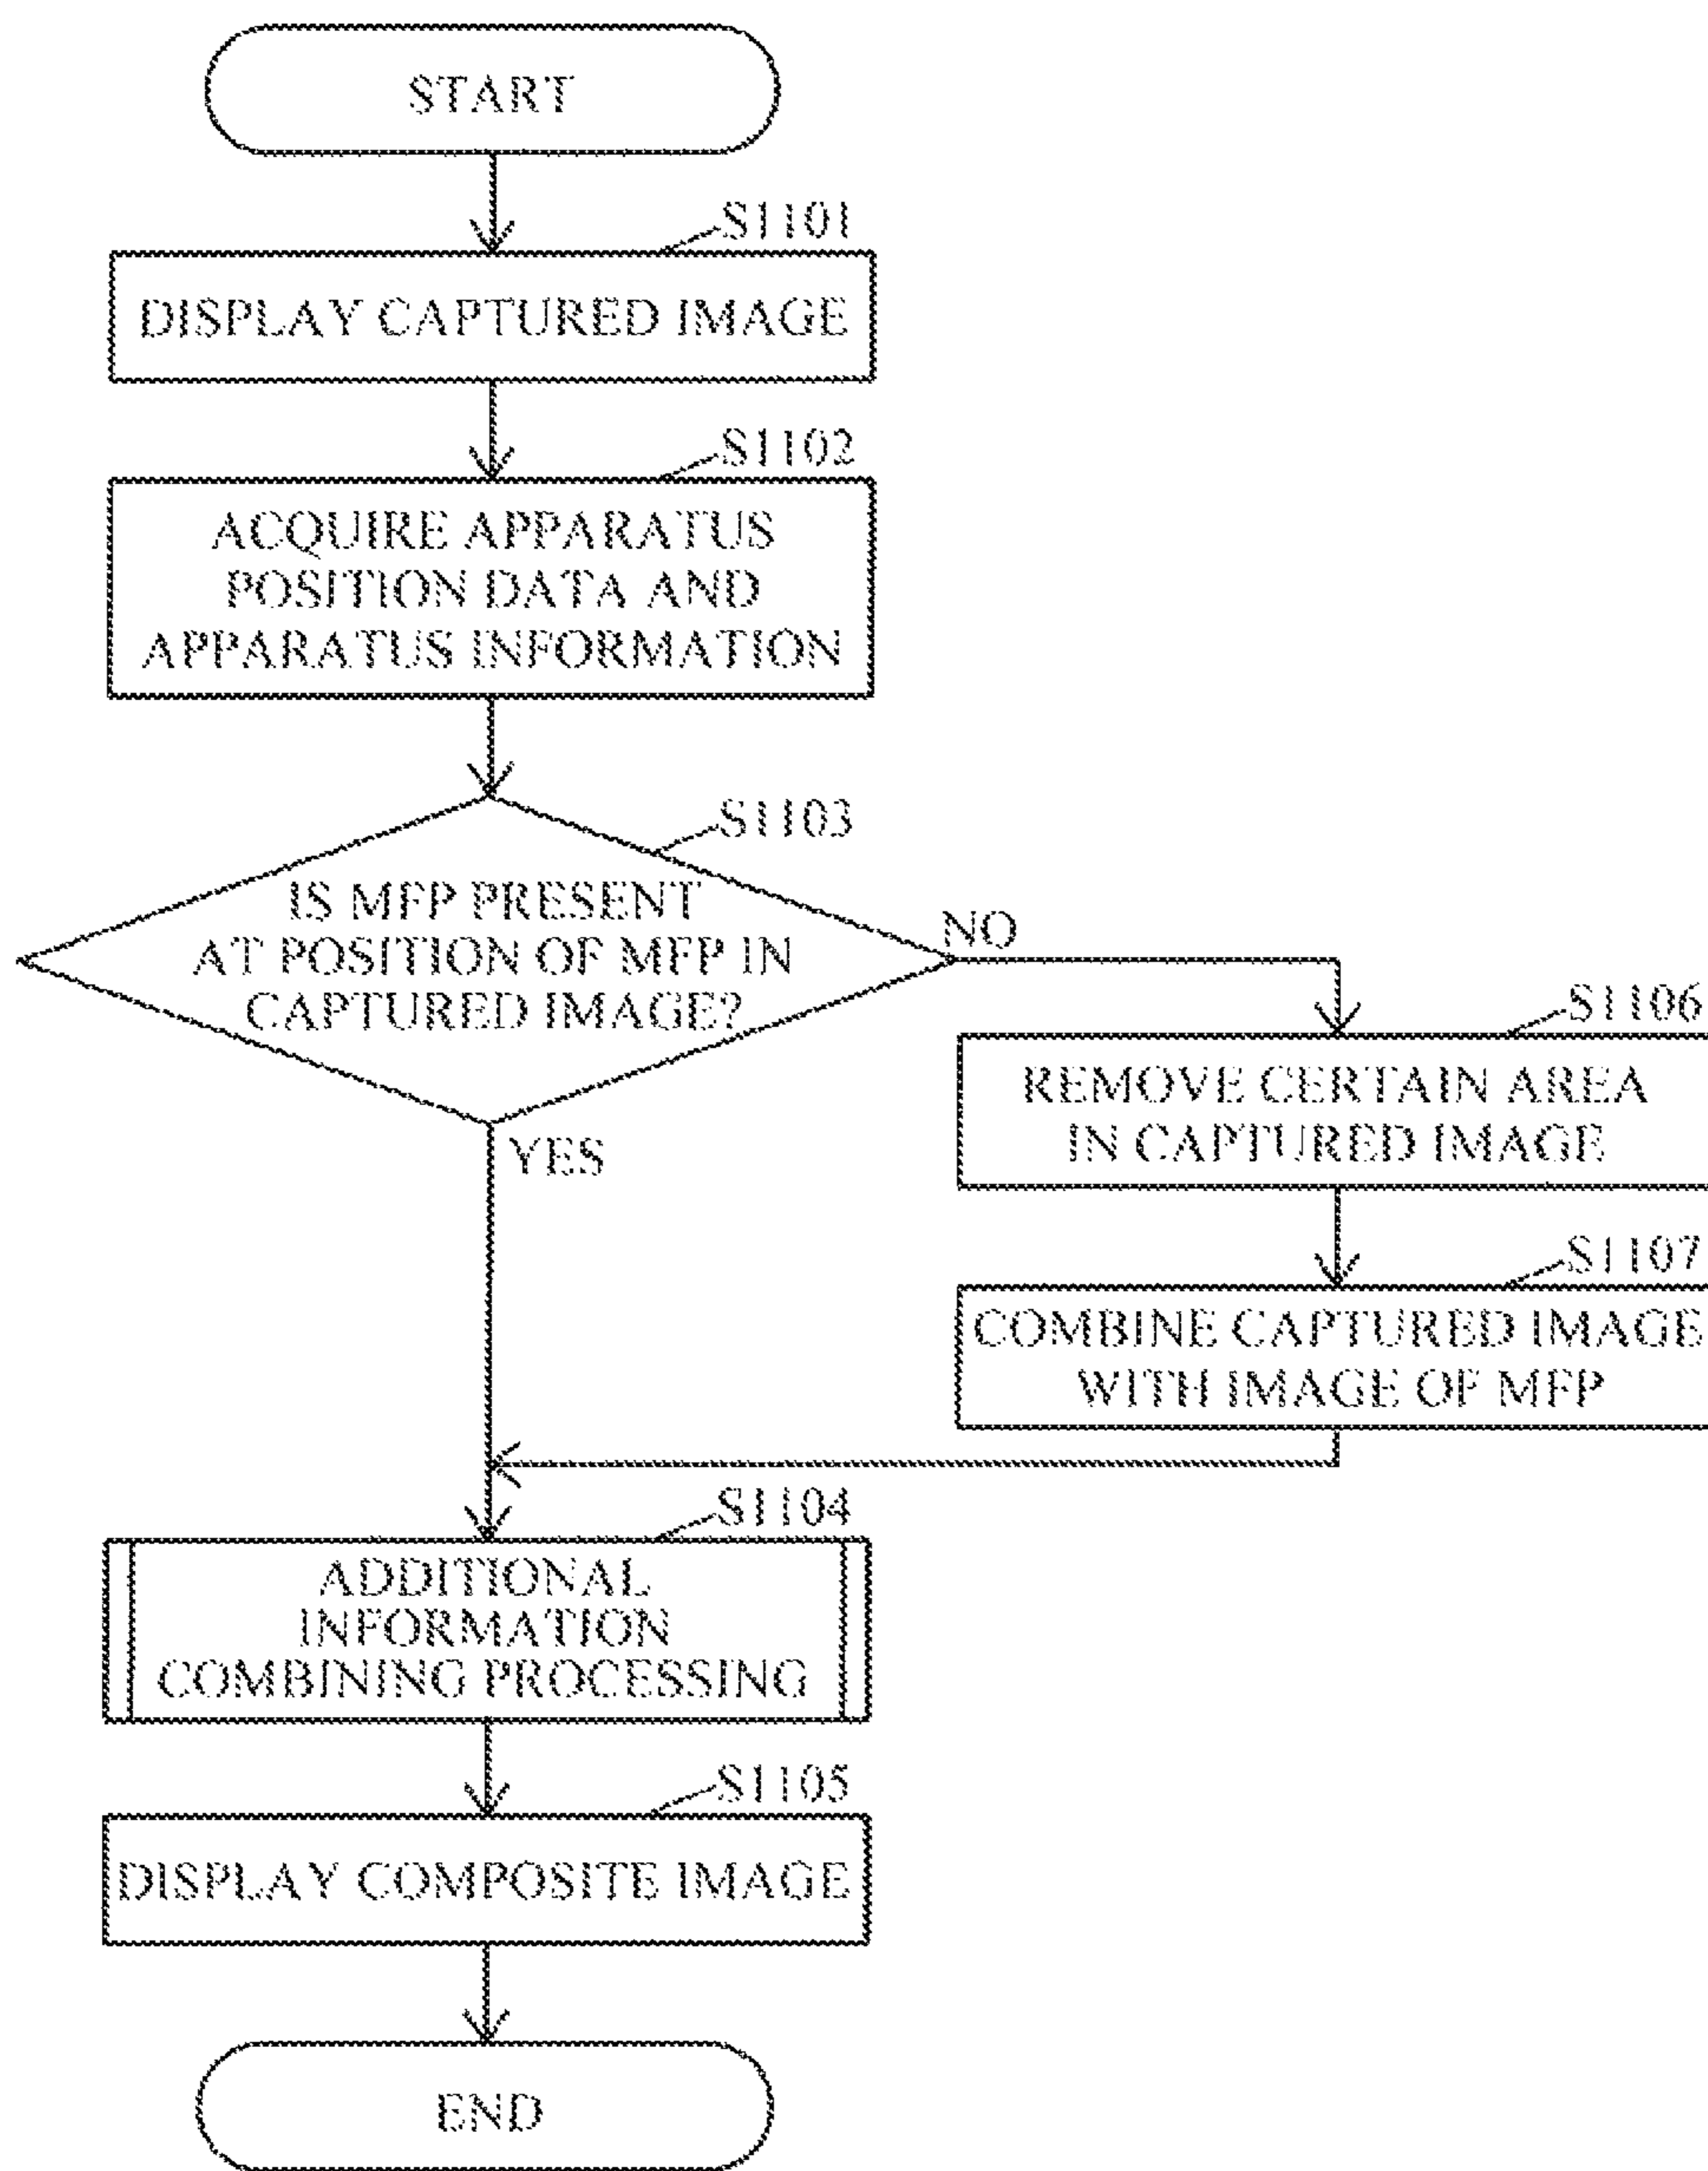 START
S1101
DISPLAY CAPTURED IMAGE
S1102
ACQUIRE APPARATUS
POSITION DATA AND
APPARATUS INFORMATION
S1103
IS MFP PRESENT
AT POSITION OF MFP IN
CAPTURED IMAGE?
NO
YES
S1106
REMOVE CERTAIN AREA
IN CAPTURED IMAGE
S1107
COMBINE CAPTURED IMAGE
WITH IMAGE OF MFP
S1104
ADDITIONAL
INFORMATION
COMBINING PROCESSING
S1105
DISPLAY COMPOSITE IMAGE
END